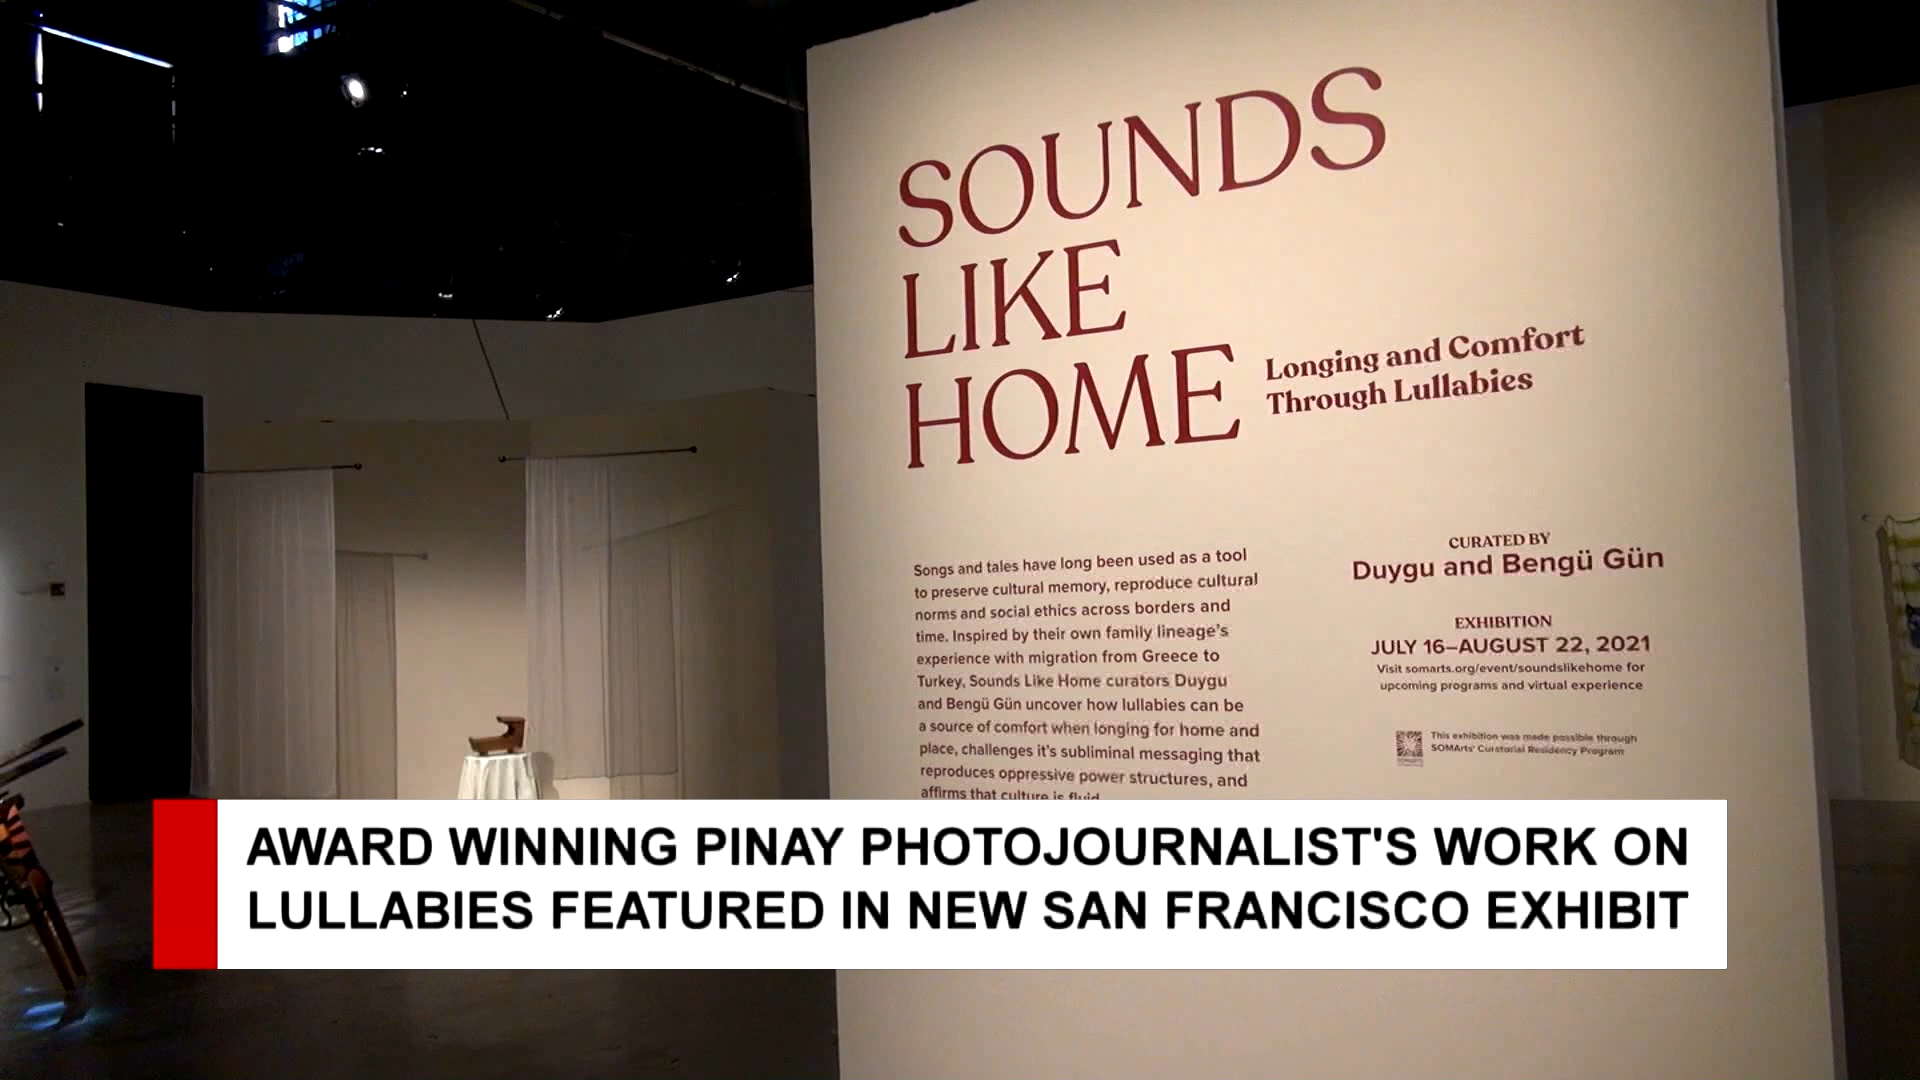 SOUNDS
LIKE
HOME
Longing and Comfort
Through Lullabies
Songs and tales have long been used as a tool
to preserve cultural memory, reproduce cultural
norms and social ethics across borders and
time. Inspired by their own family lineage's
experience with migration from Greece to
Turkey, Sounds Like Home curators Duygu
and Bengü Gün uncover how lullabies can be
a source of comfort when longing for home and
place, challenges it's subliminal messaging that
reproduces oppressive power structures, and
affirms that culture is fluid.
CURATED BY
Duygu and Bengü Gün
EXHIBITION
JULY 16–AUGUST 22, 2021
Visit somarts.org/event/soundslikehome for
upcoming programs and virtual experience
This exhibition was made possible through
SOMArts' Curatorial Residency Program
AWARD WINNING PINAY PHOTOJOURNALIST'S WORK ON
LULLABIES FEATURED IN NEW SAN FRANCISCO EXHIBIT